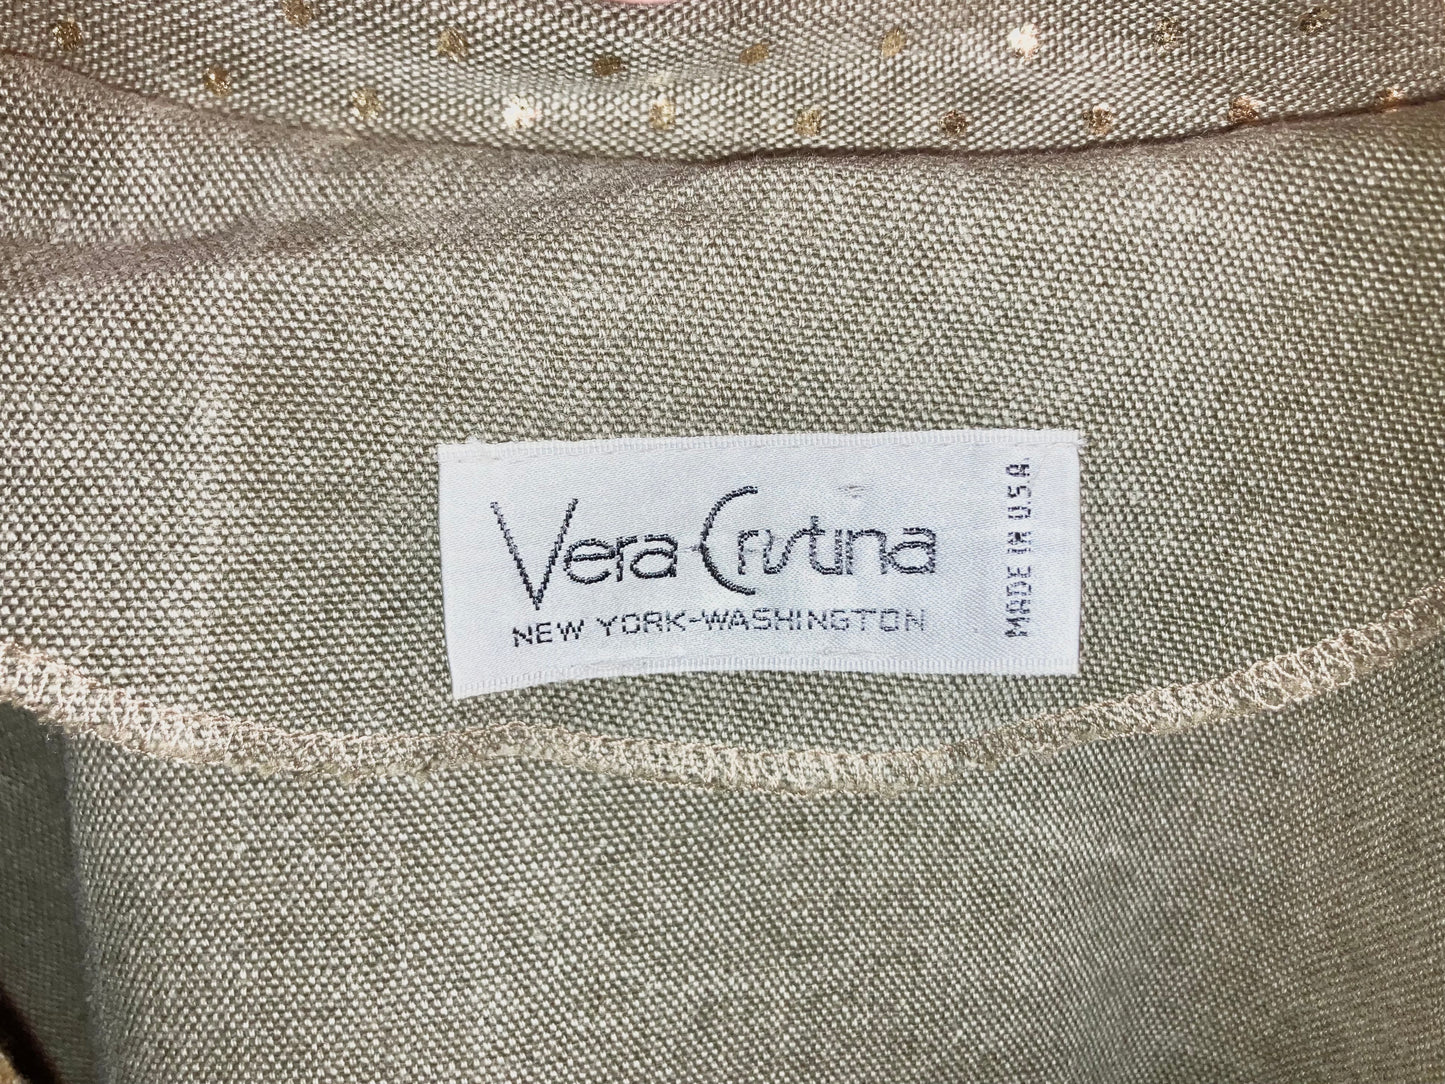 Vera Cristina
NEW YORK-WASHINGTON
MADE IN U.S.A.